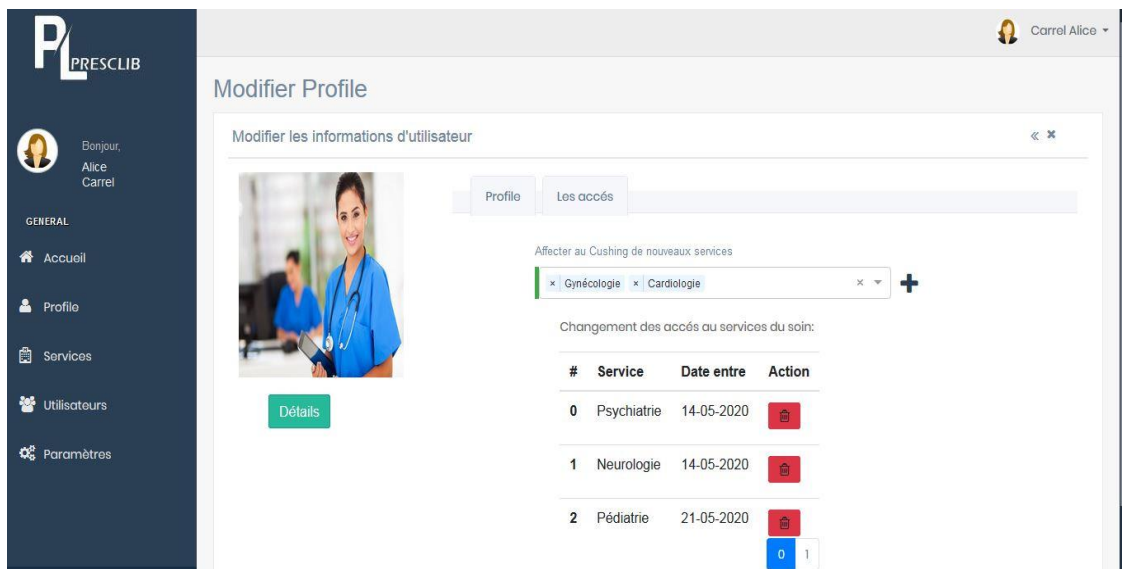 PL PRESCLIB
Carrel Alice
Modifier Profile
Bonjour,
Alice
Carrel
GENERAL
Accueil
Profile
Services
Utilisateurs
Paramètres
Modifier les informations d'utilisateur
Détails
Profile Les accés
Affecter au Cushing de nouveaux services
× Gynécologie × Cardiologie ×
Changement des accés au services du soin:
# Service Date entre Action
0 Psychiatrie 14-05-2020
1 Neurologie 14-05-2020
2 Pédiatrie 21-05-2020
0 1